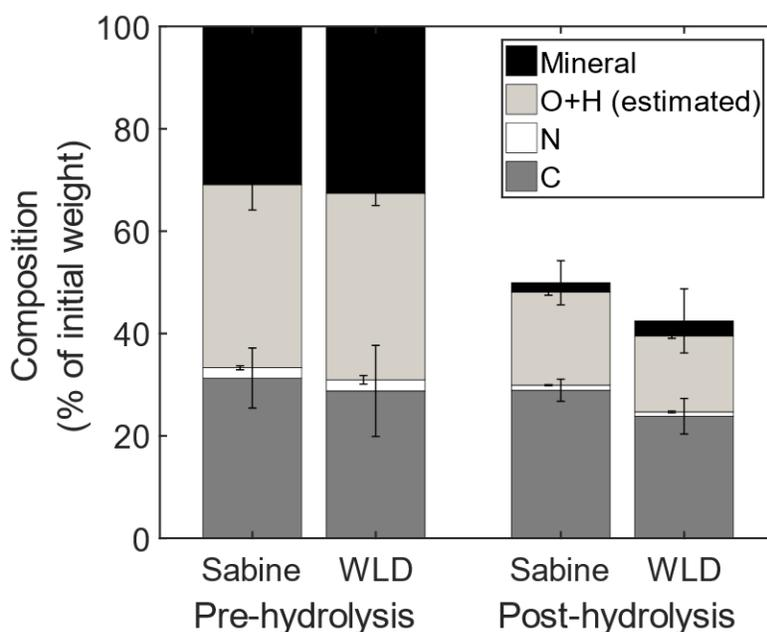 Composition
(% of initial weight)
100
80
60
40
20
0
Mineral
O+H (estimated)
N
C
Sabine WLD Sabine WLD
Pre-hydrolysis Post-hydrolysis